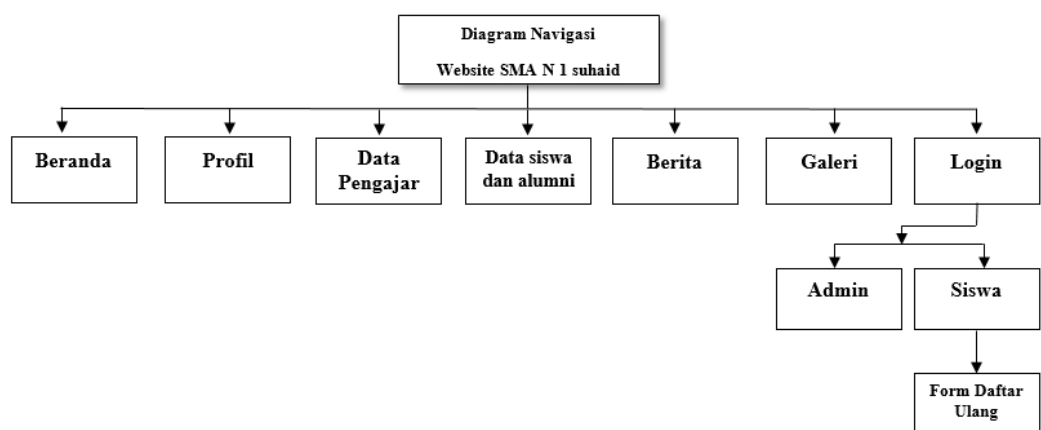 Diagram Navigasi
Website SMA N 1 suhaid
Beranda
Profil
Data
Pengajar
Data siswa
dan alumni
Berita
Galeri
Login
Admin
Siswa
Form Daftar
Ulang